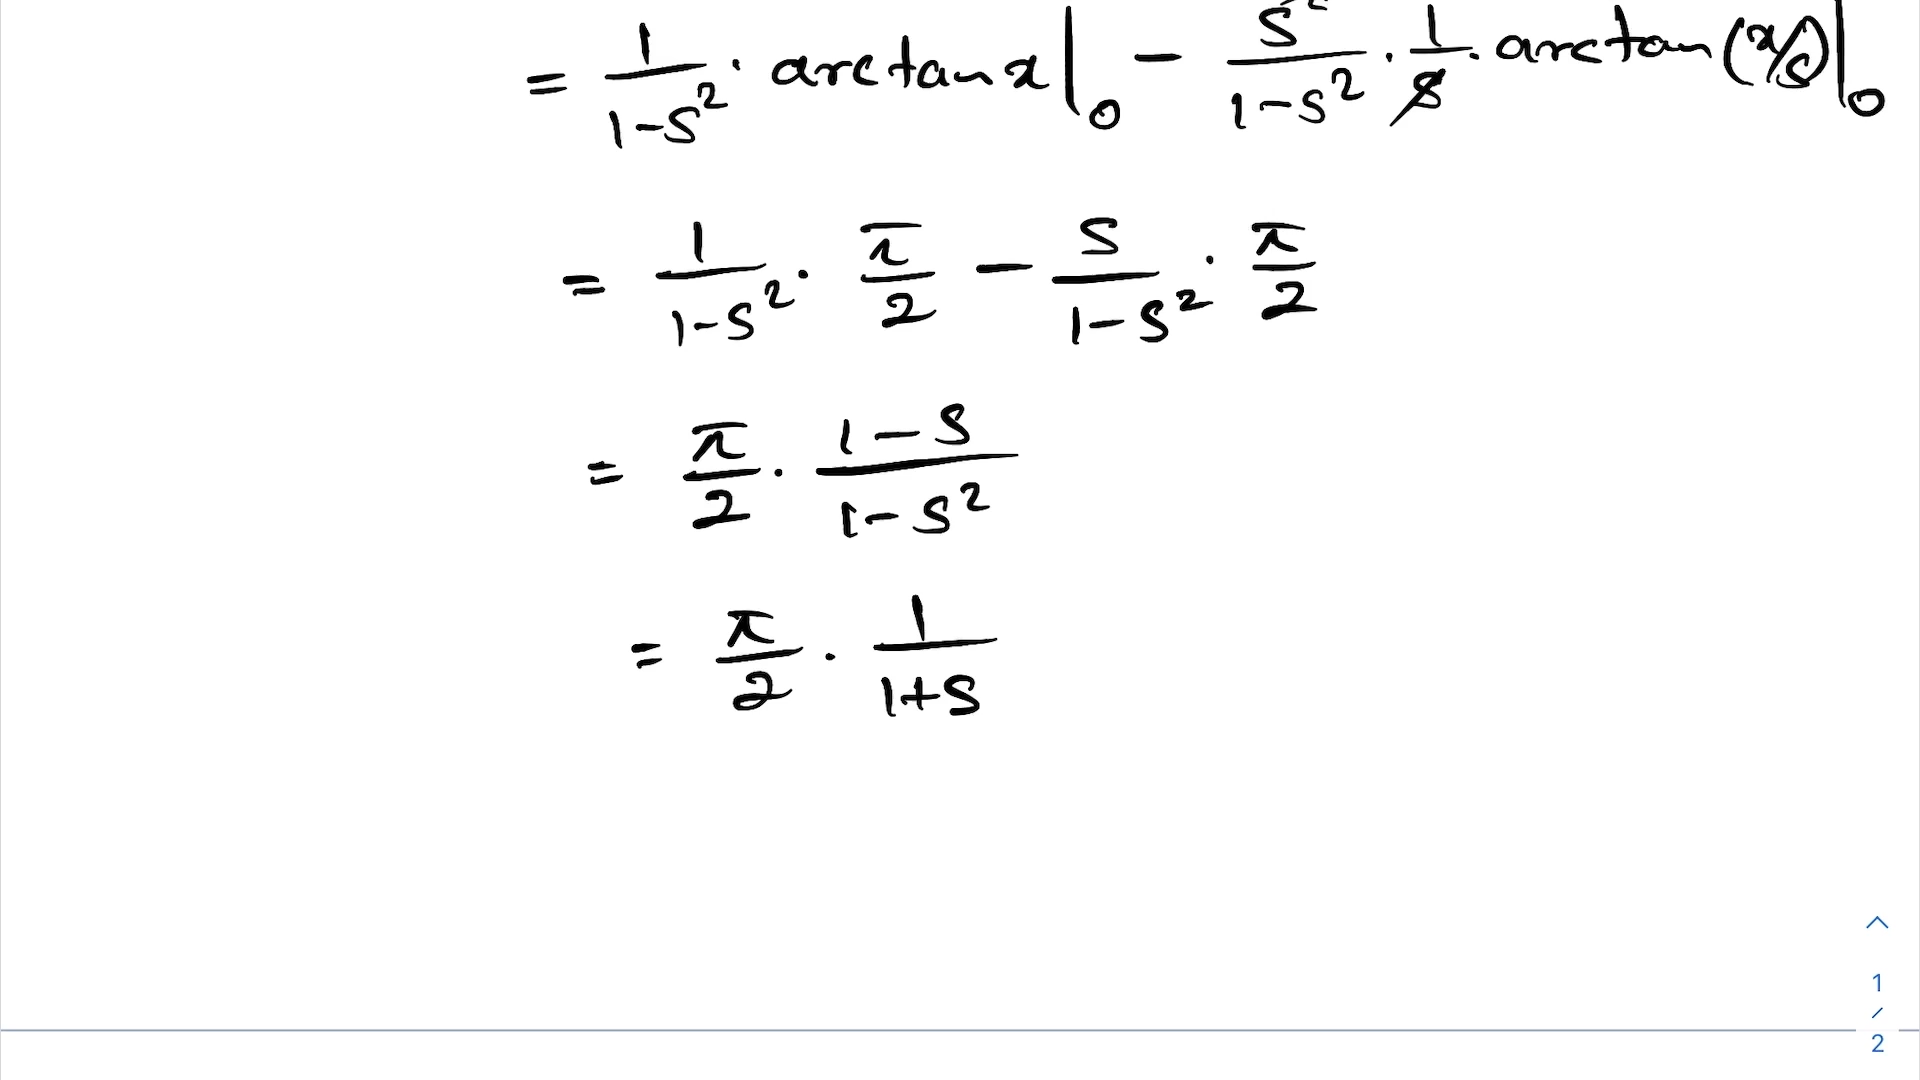 = 1/(1-s²) · arctan x |₀ - s²/(1-s²) · 1/s · arctan(x/s) |₀
= 1/(1-s²) · π/2 - s/(1-s²) · π/2
= π/2 · (1-s)/(1-s²)
= π/2 · 1/(1+s)
1
/
2